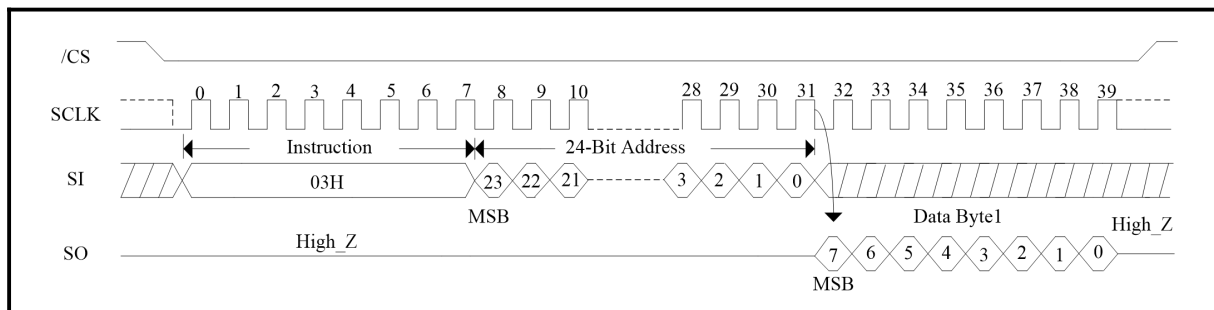 /CS
0 1 2 3 4 5 6 7 8 9 10 28 29 30 31 32 33 34 35 36 37 38 39
SCLK
Instruction 24-Bit Address
SI 03H 23 22 21 3 2 1 0
MSB Data Byte1
High_Z High_Z
SO 7 6 5 4 3 2 1 0
MSB